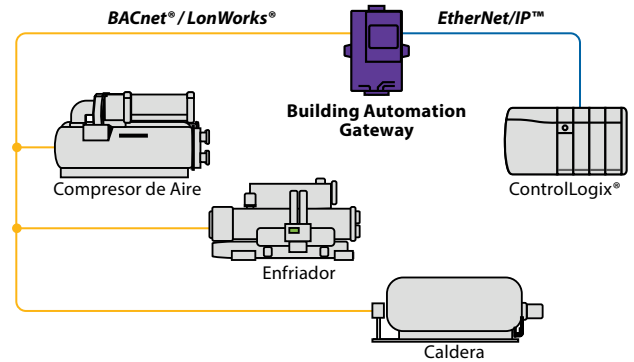 BACnet® / LonWorks®
EtherNet/IP™
Building Automation
Gateway
Compresor de Aire
ControlLogix®
Enfriador
Caldera